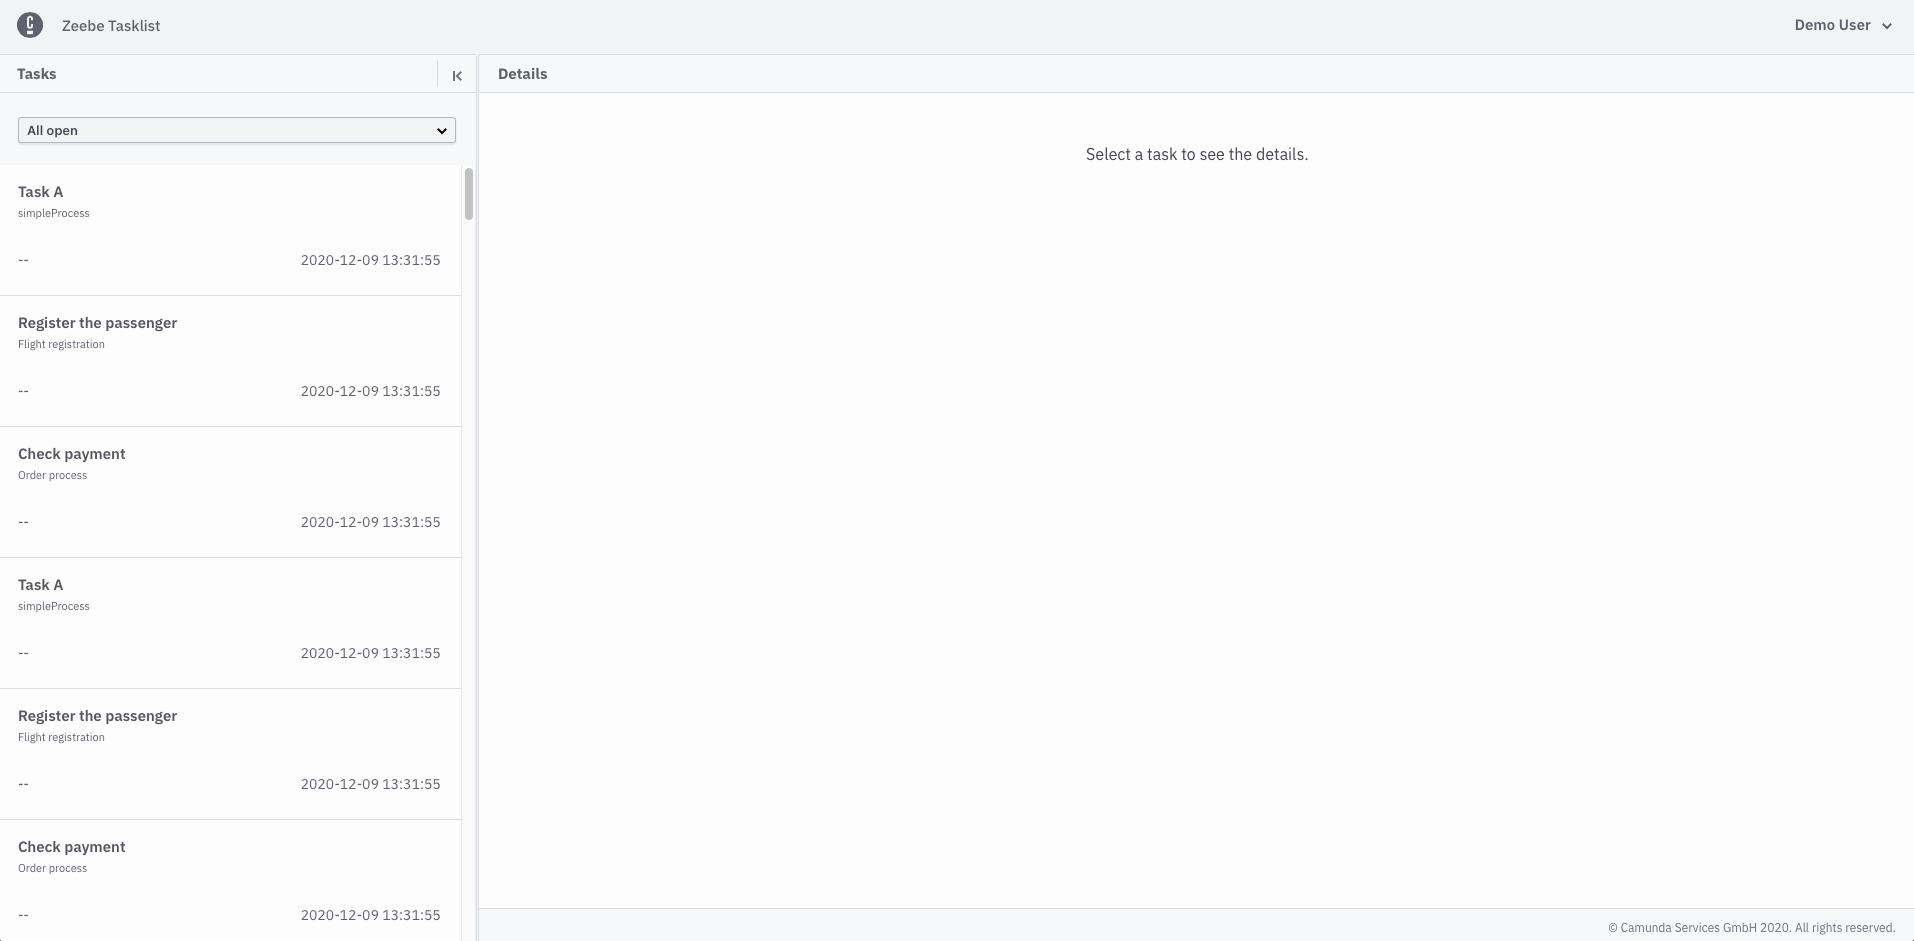 Zeebe Tasklist
Demo User
Tasks
Details
All open
Select a task to see the details.
Task A
simpleProcess
-- 2020-12-09 13:31:55
Register the passenger
Flight registration
-- 2020-12-09 13:31:55
Check payment
Order process
-- 2020-12-09 13:31:55
Task A
simpleProcess
-- 2020-12-09 13:31:55
Register the passenger
Flight registration
-- 2020-12-09 13:31:55
Check payment
Order process
-- 2020-12-09 13:31:55
© Camunda Services GmbH 2020. All rights reserved.